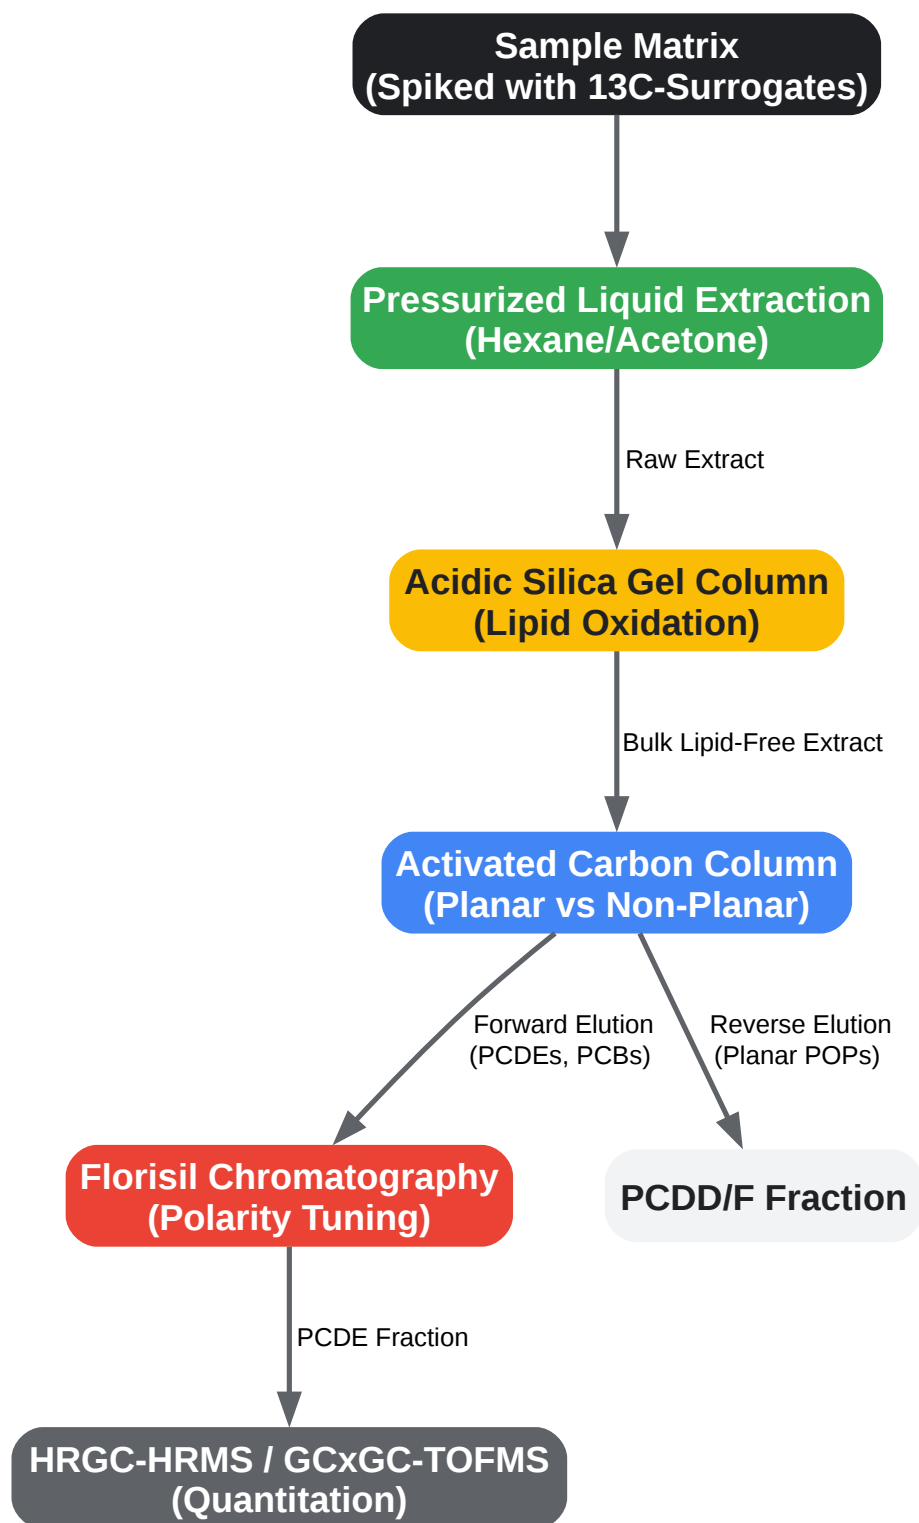 Sample Matrix
(Spiked with 13C-Surrogates)
Pressurized Liquid Extraction
(Hexane/Acetone)
Raw Extract
Acidic Silica Gel Column
(Lipid Oxidation)
Bulk Lipid-Free Extract
Activated Carbon Column
(Planar vs Non-Planar)
Forward Elution
(PCDEs, PCBs)
Reverse Elution
(Planar POPs)
Florisil Chromatography
(Polarity Tuning)
PCDD/F Fraction
PCDE Fraction
HRGC-HRMS / GCxGC-TOFMS
(Quantitation)